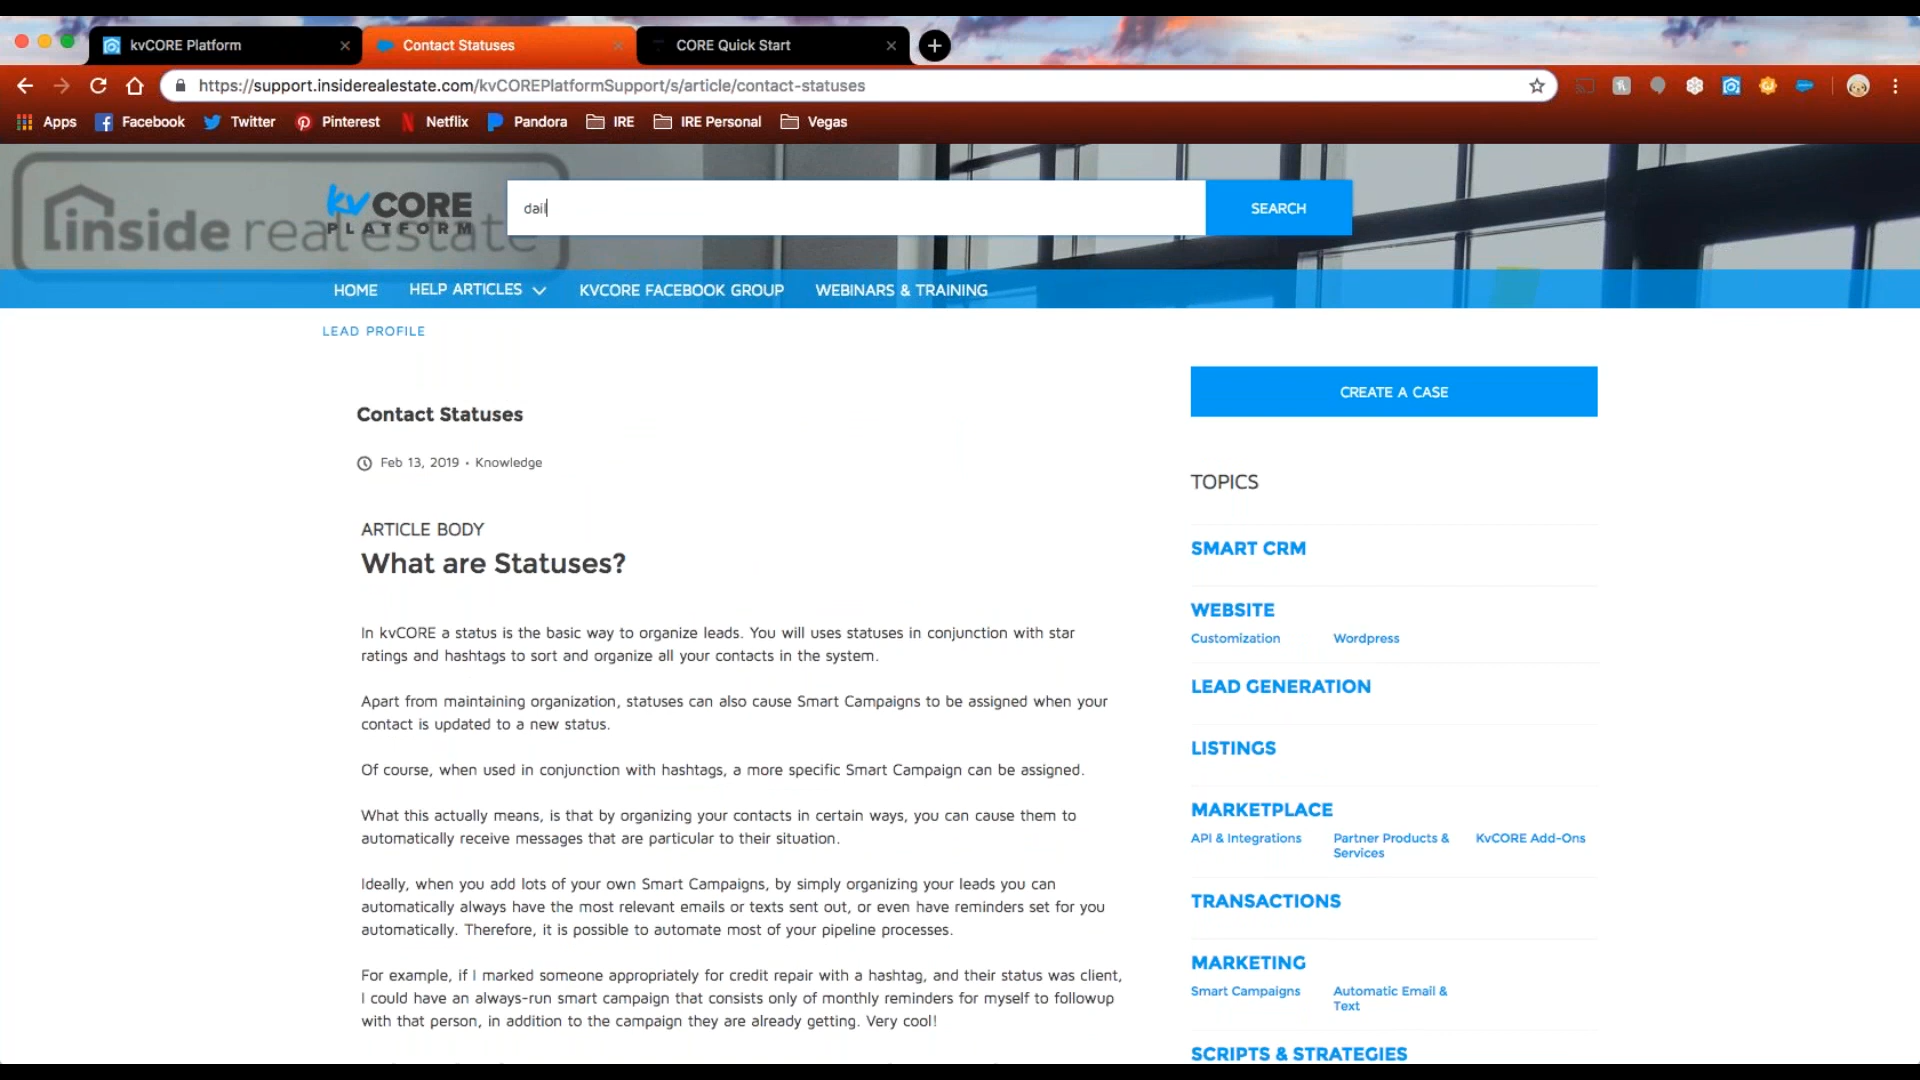 kvCORE Platform
Contact Statuses
CORE Quick Start
https://support.insiderealestate.com/kvCOREPlatformSupport/s/article/contact-statuses
Apps
Facebook
Twitter
Pinterest
Netflix
Pandora
IRE
IRE Personal
Vegas
inside real estate
kvCORE
PLATFORM
dail
SEARCH
HOME
HELP ARTICLES
KVCORE FACEBOOK GROUP
WEBINARS & TRAINING
LEAD PROFILE
Contact Statuses
Feb 13, 2019 • Knowledge
ARTICLE BODY
What are Statuses?
In kvCORE a status is the basic way to organize leads. You will uses statuses in conjunction with star
ratings and hashtags to sort and organize all your contacts in the system.
Apart from maintaining organization, statuses can also cause Smart Campaigns to be assigned when your
contact is updated to a new status.
Of course, when used in conjunction with hashtags, a more specific Smart Campaign can be assigned.
What this actually means, is that by organizing your contacts in certain ways, you can cause them to
automatically receive messages that are particular to their situation.
Ideally, when you add lots of your own Smart Campaigns, by simply organizing your leads you can
automatically always have the most relevant emails or texts sent out, or even have reminders set for you
automatically. Therefore, it is possible to automate most of your pipeline processes.
For example, if I marked someone appropriately for credit repair with a hashtag, and their status was client,
I could have an always-run smart campaign that consists only of monthly reminders for myself to followup
with that person, in addition to the campaign they are already getting. Very cool!
CREATE A CASE
TOPICS
SMART CRM
WEBSITE
Customization
Wordpress
LEAD GENERATION
LISTINGS
MARKETPLACE
API & Integrations
Partner Products &
Services
KvCORE Add-Ons
TRANSACTIONS
MARKETING
Smart Campaigns
Automatic Email &
Text
SCRIPTS & STRATEGIES